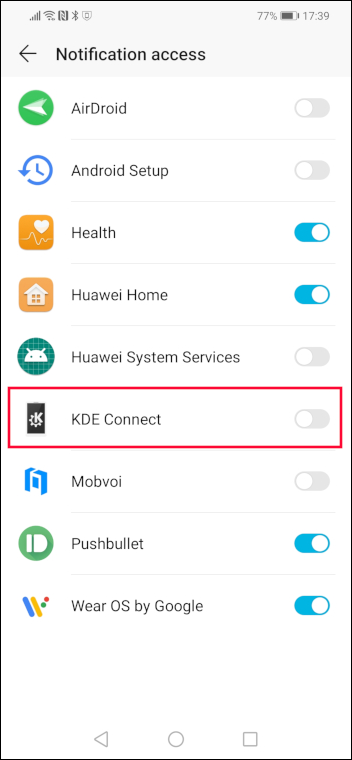 77% 17:39
Notification access
AirDroid
Android Setup
Health
Huawei Home
Huawei System Services
KDE Connect
Mobvoi
Pushbullet
Wear OS by Google